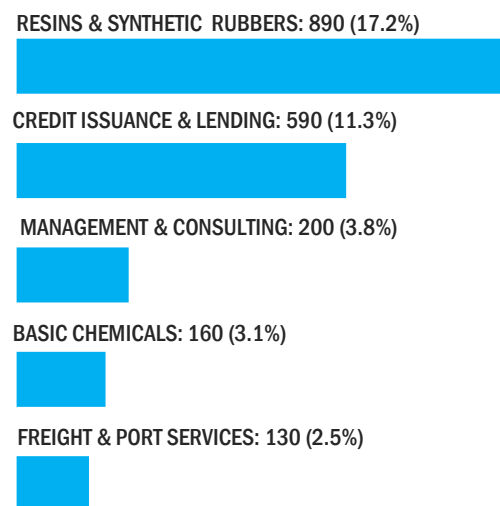 RESINS & SYNTHETIC RUBBERS: 890 (17.2%)
CREDIT ISSUANCE & LENDING: 590 (11.3%)
MANAGEMENT & CONSULTING: 200 (3.8%)
BASIC CHEMICALS: 160 (3.1%)
FREIGHT & PORT SERVICES: 130 (2.5%)